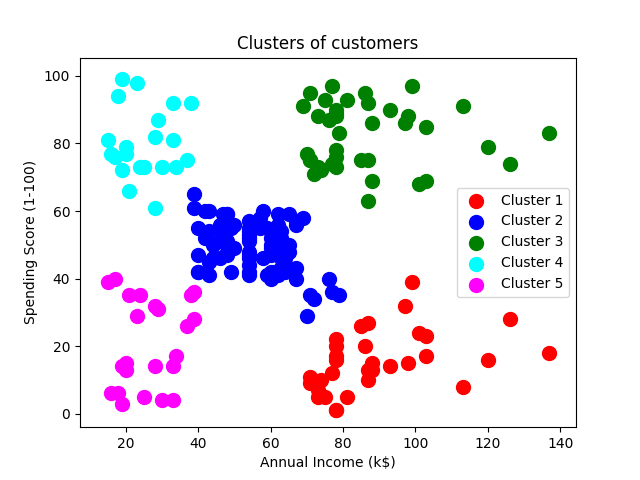 Clusters of customers
Spending Score (1-100)
100
80
60
40
20
0
Cluster 1
Cluster 2
Cluster 3
Cluster 4
Cluster 5
20 40 60 80 100 120 140
Annual Income (k$)